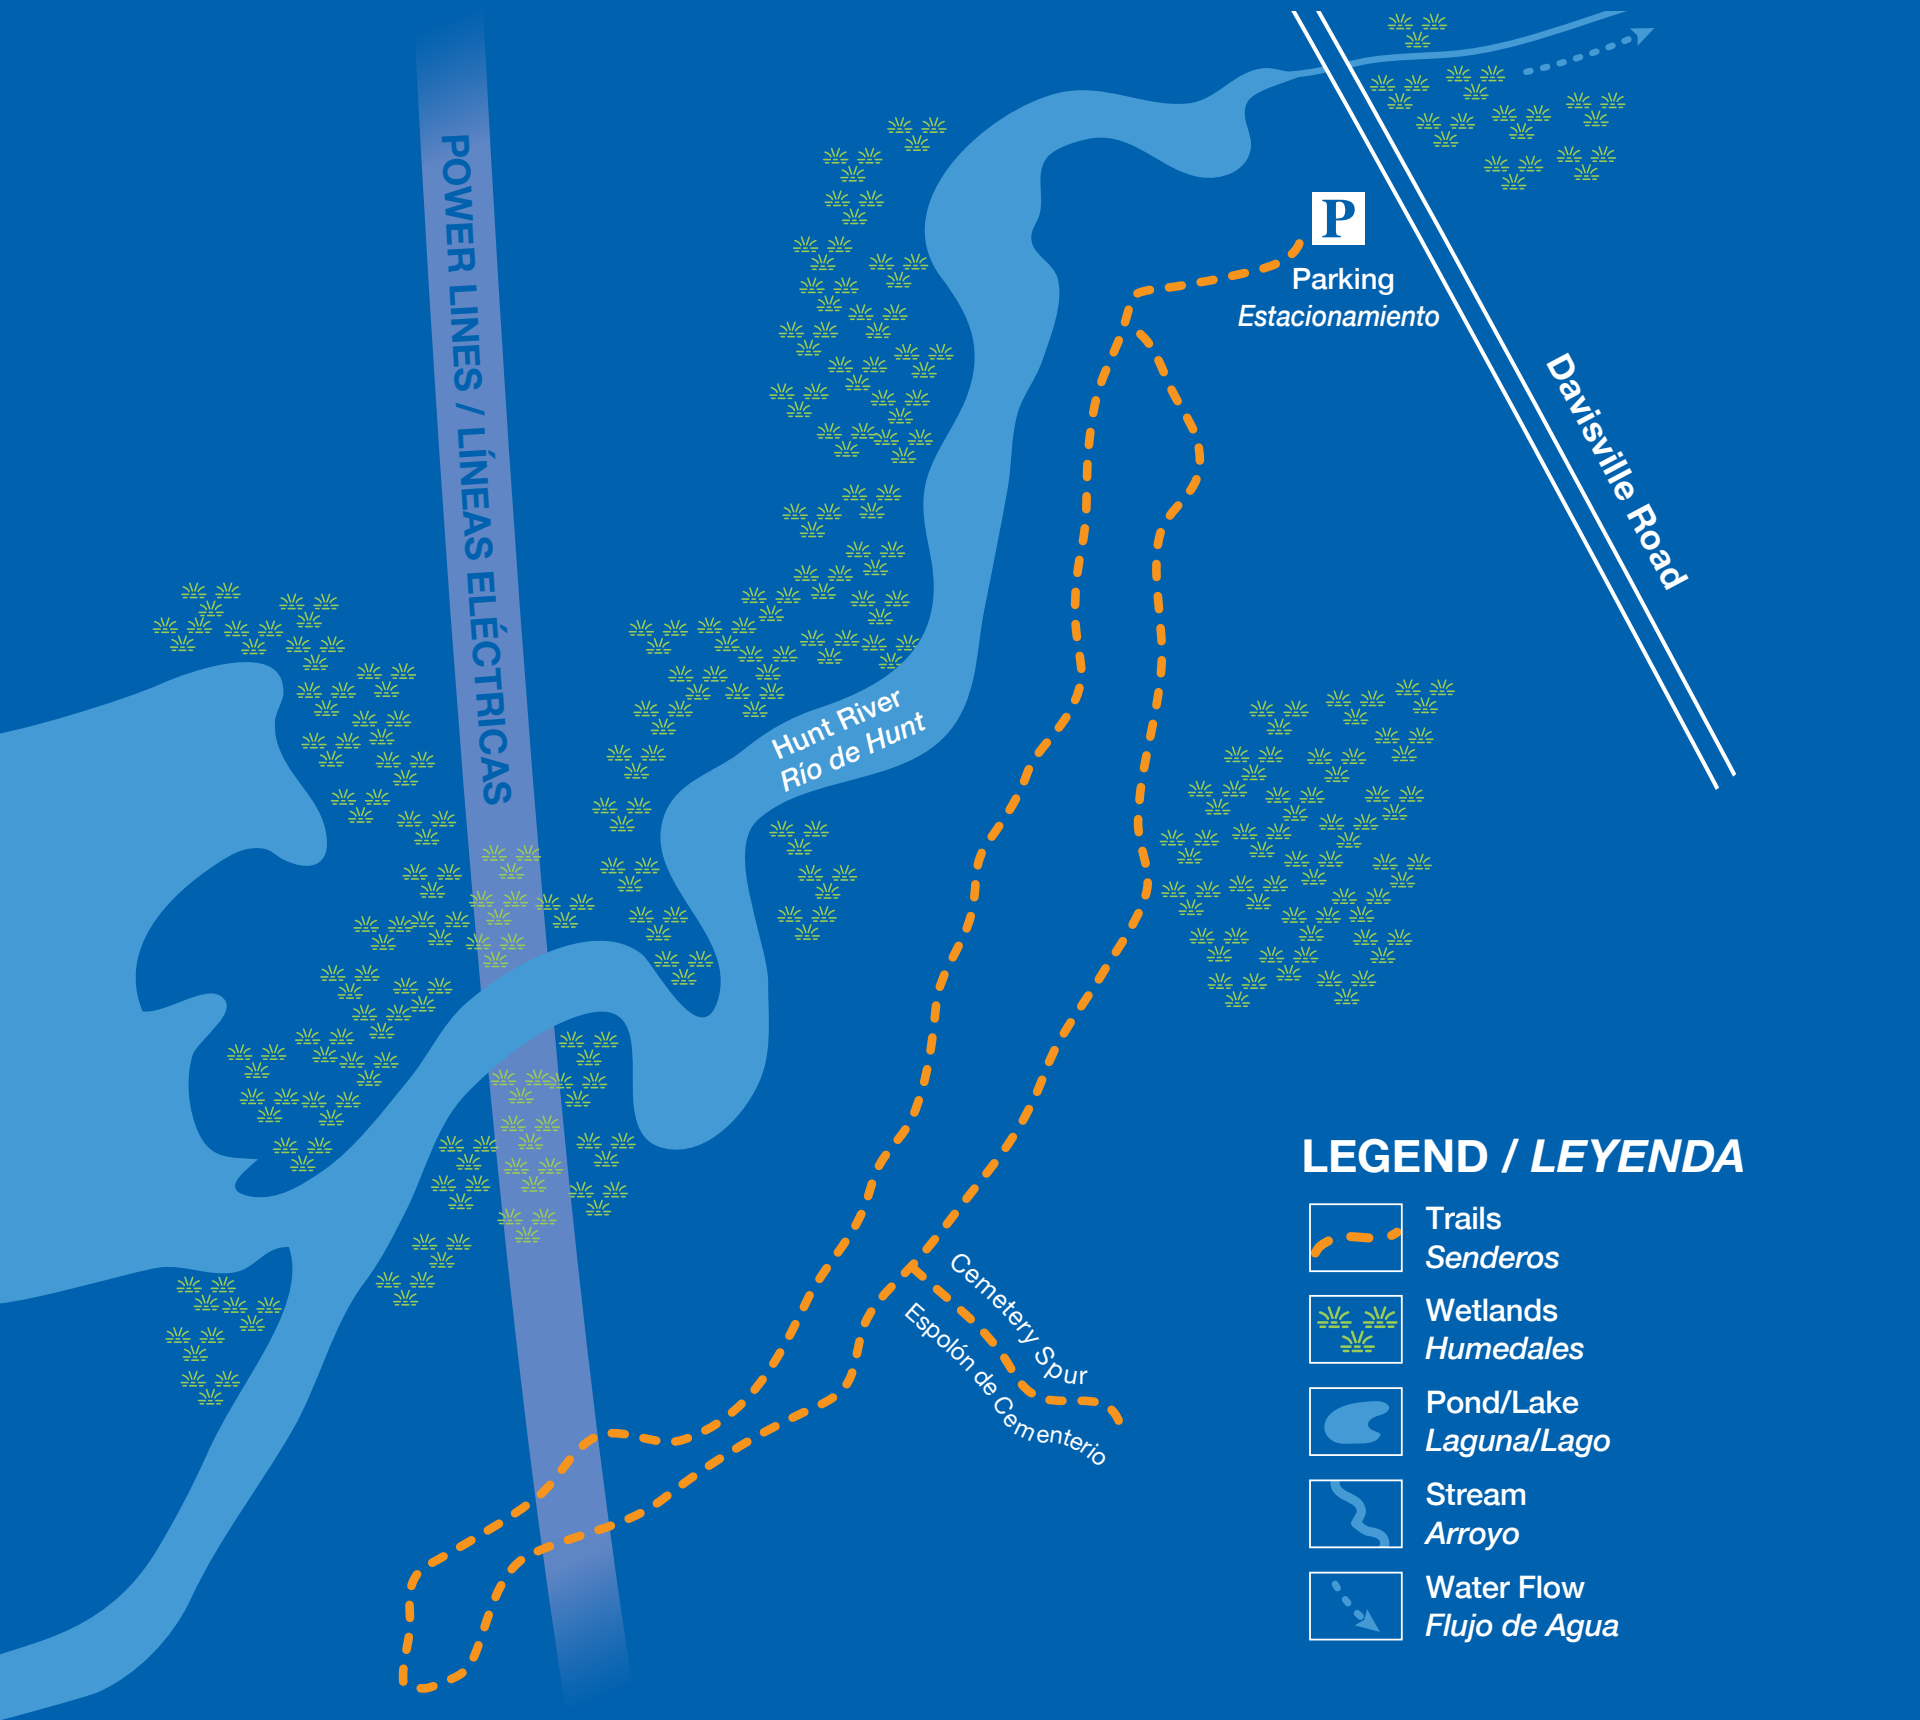 POWER LINES / LÍNEAS ELÉCTRICAS
P
Parking
Estacionamiento
Davisville Road
Hunt River
Río de Hunt
Cemetery Spur
Espolón de Cementerio
LEGEND / LEYENDA
Trails
Senderos
Wetlands
Humedales
Pond/Lake
Laguna/Lago
Stream
Arroyo
Water Flow
Flujo de Agua